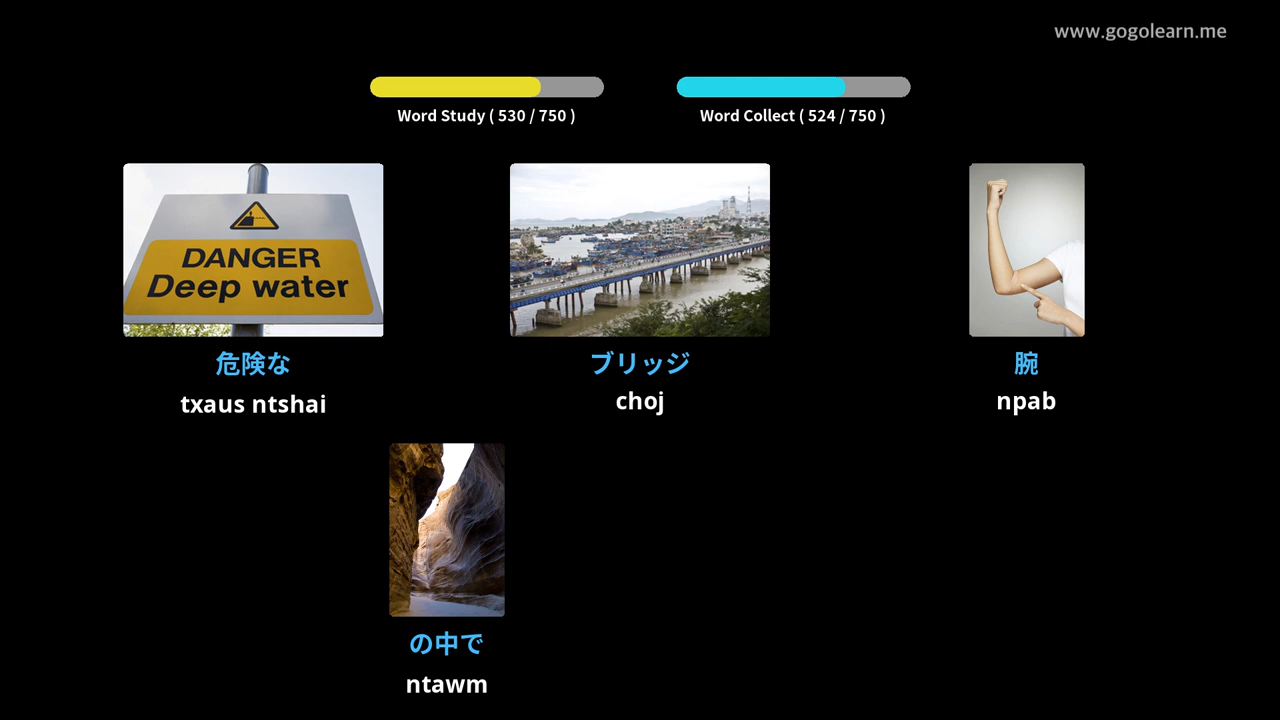 www.gogolearn.me
Word Study ( 530 / 750 )
Word Collect ( 524 / 750 )
DANGER
Deep water
危険な
ブリッジ
腕
txaus ntshai
choj
npab
の中で
ntawm